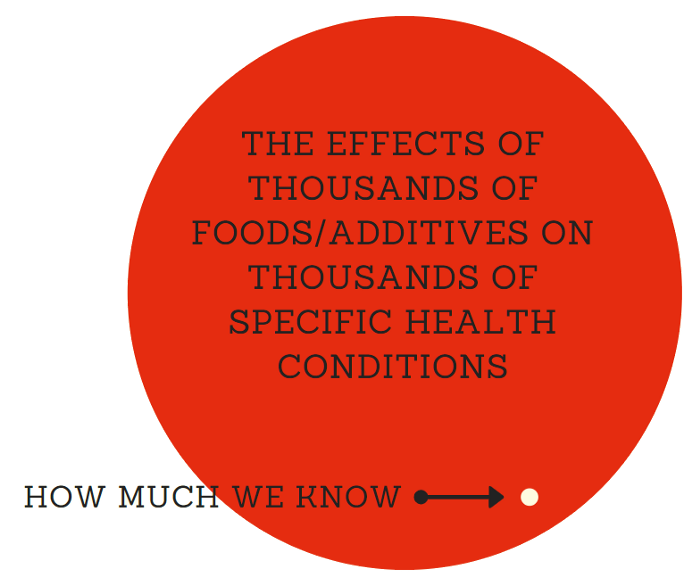 THE EFFECTS OF
THOUSANDS OF
FOODS/ADDITIVES ON
THOUSANDS OF
SPECIFIC HEALTH
CONDITIONS
HOW MUCH WE KNOW